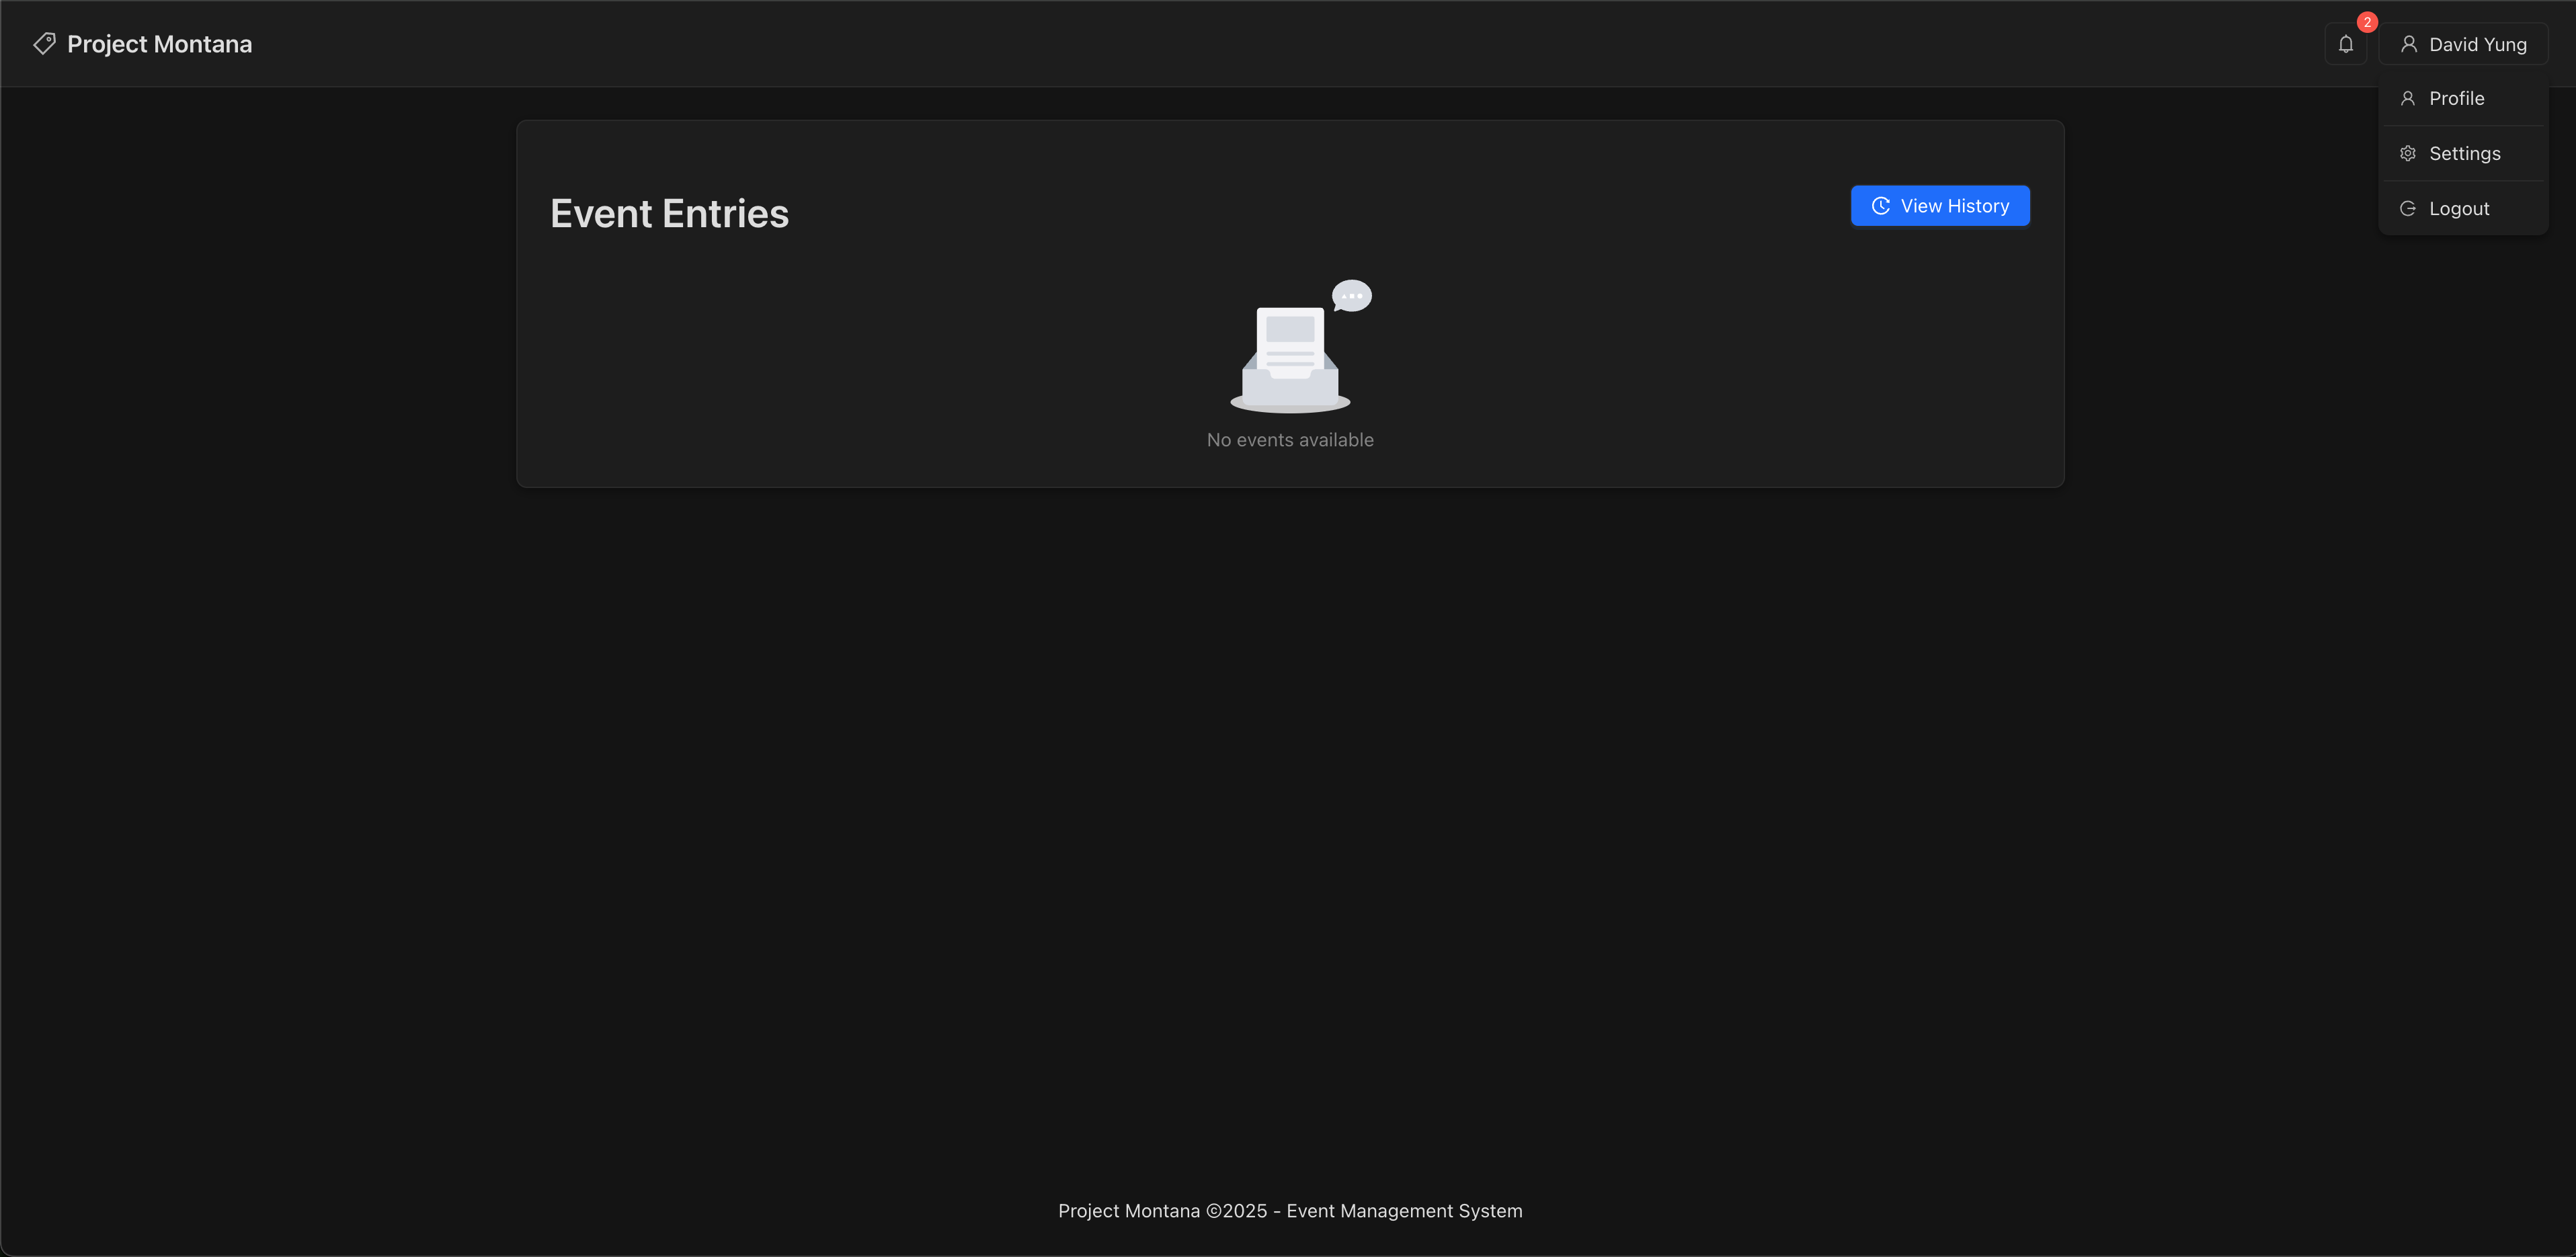 Project Montana
2
David Yung
Profile
Settings
Logout
Event Entries
View History
No events available
Project Montana ©2025 - Event Management System